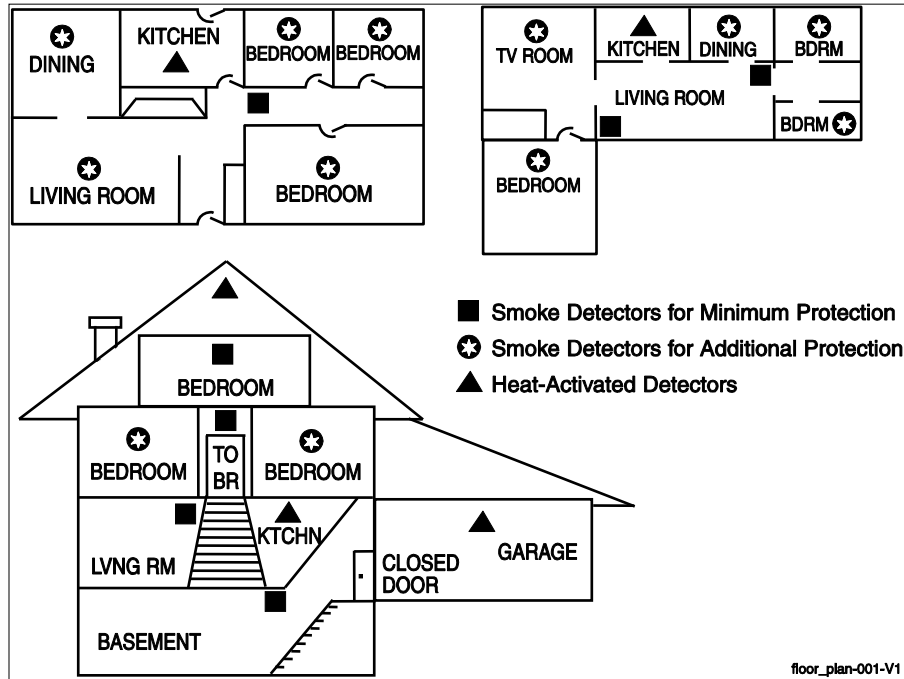 DINING
KITCHEN
BEDROOM
BEDROOM
LIVING ROOM
BEDROOM
TV ROOM
KITCHEN
DINING
BDRM
LIVING ROOM
BDRM
BEDROOM
Smoke Detectors for Minimum Protection
Smoke Detectors for Additional Protection
Heat-Activated Detectors
BEDROOM
BEDROOM
TO
BR
BEDROOM
LVNG RM
KTCHN
CLOSED
DOOR
GARAGE
BASEMENT
floor_plan-001-V1